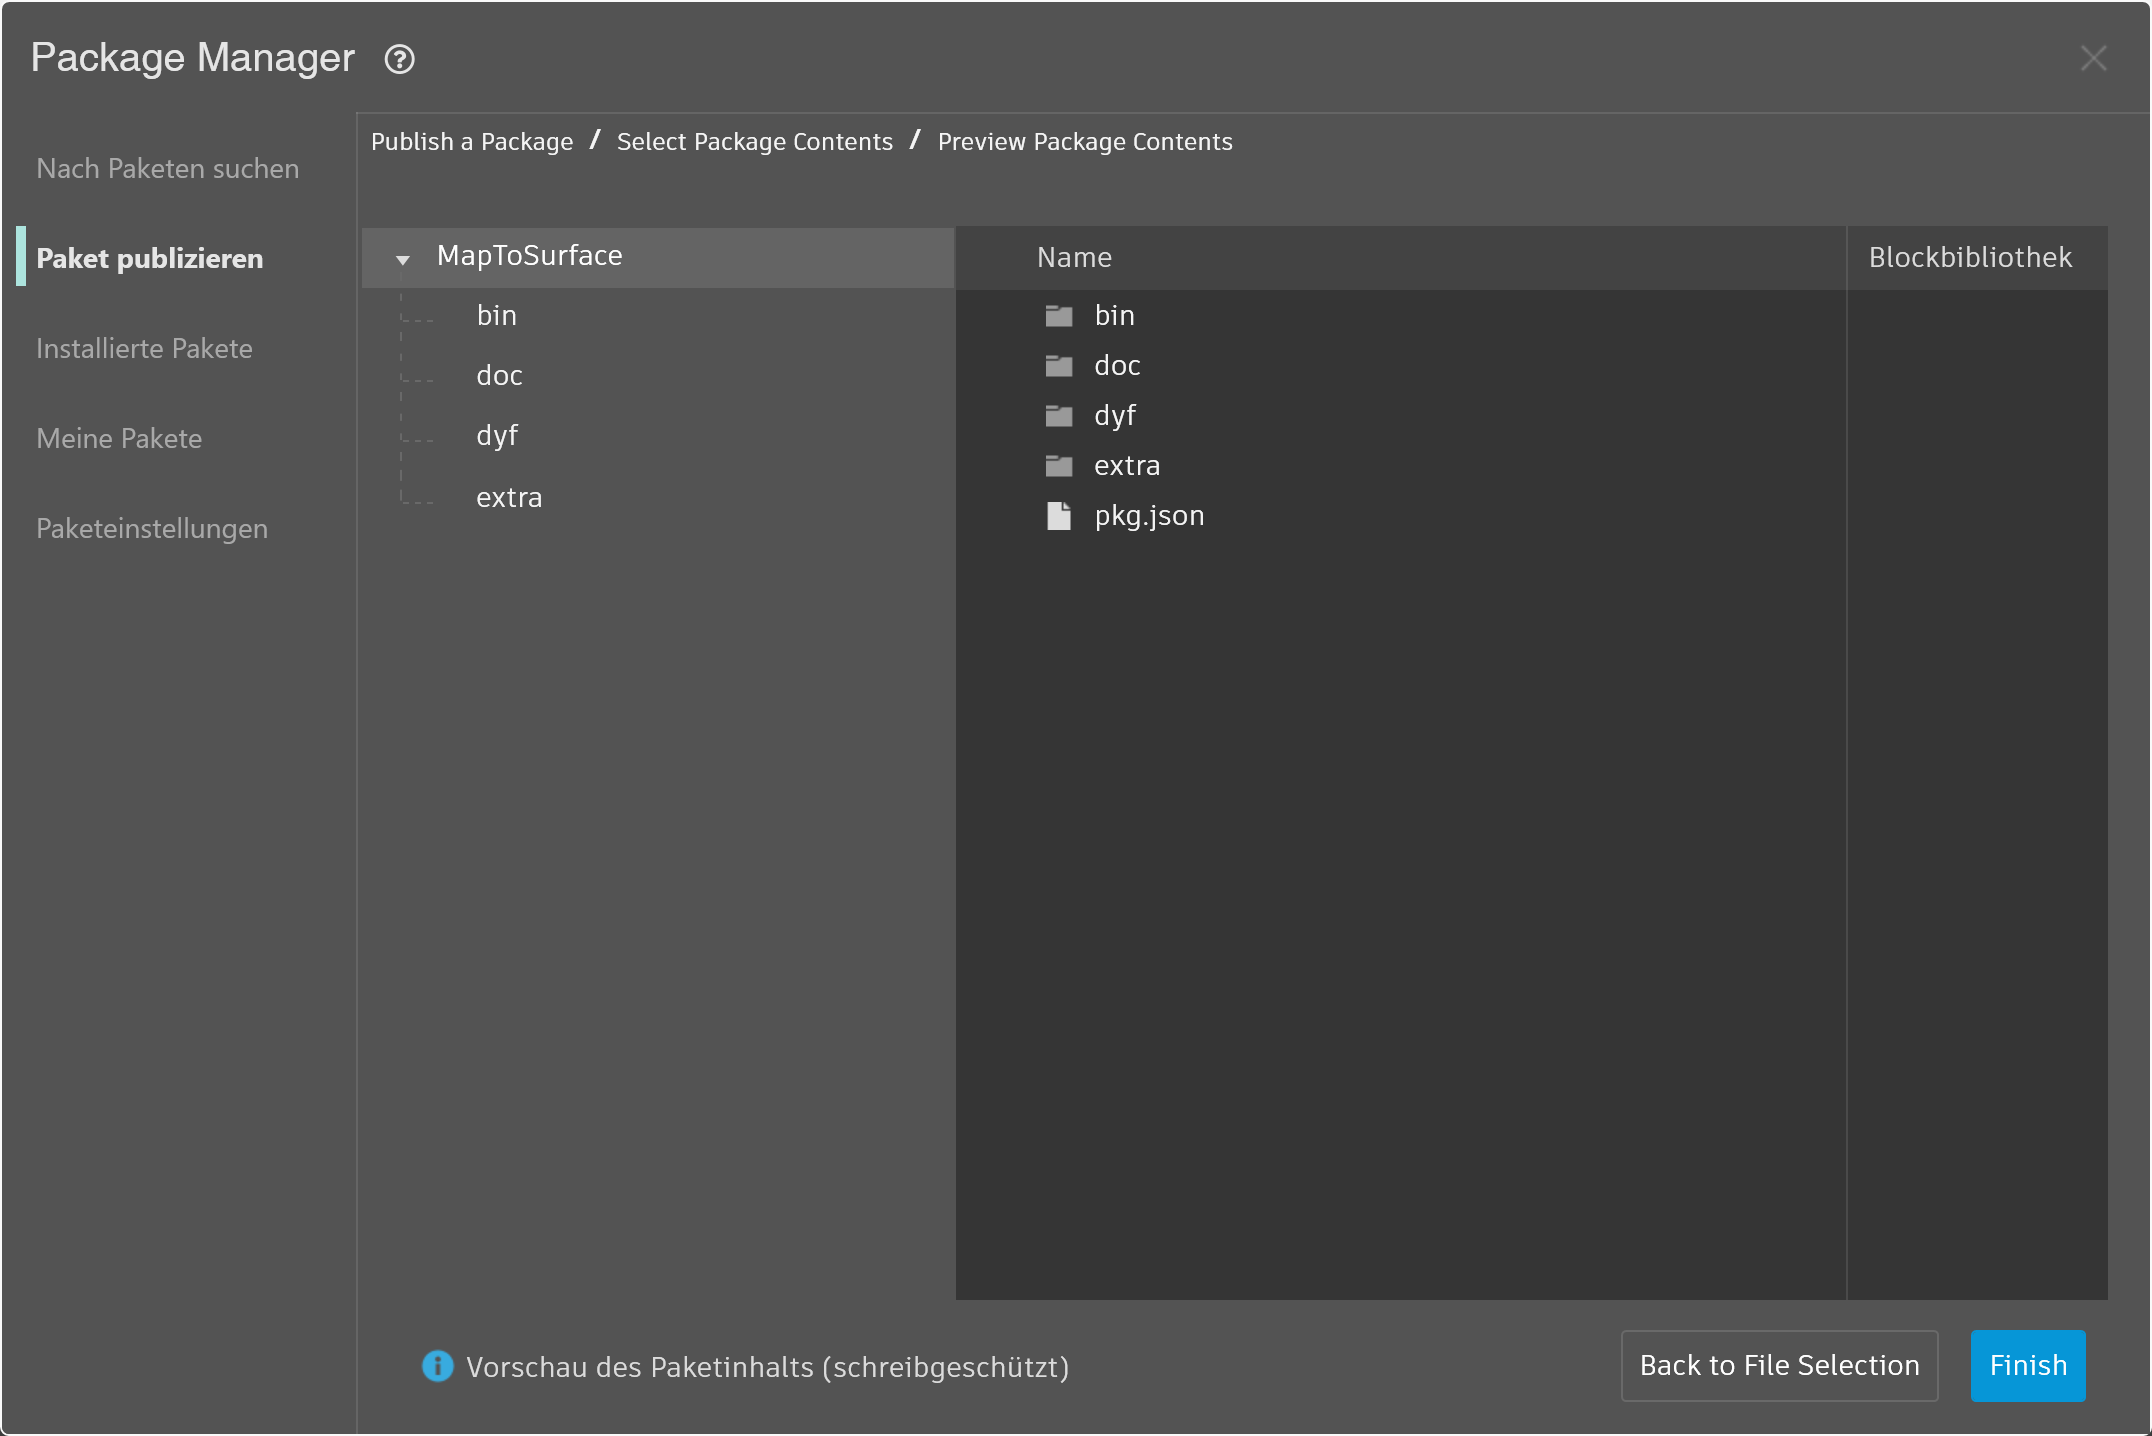 Package Manager
Nach Paketen suchen
Paket publizieren
Installierte Pakete
Meine Pakete
Paketeinstellungen
Publish a Package / Select Package Contents / Preview Package Contents
MapToSurface
bin
doc
dyf
extra
Name Blockbibliothek
bin
doc
dyf
extra
pkg.json
Vorschau des Paketinhalts (schreibgeschützt)
Back to File Selection
Finish